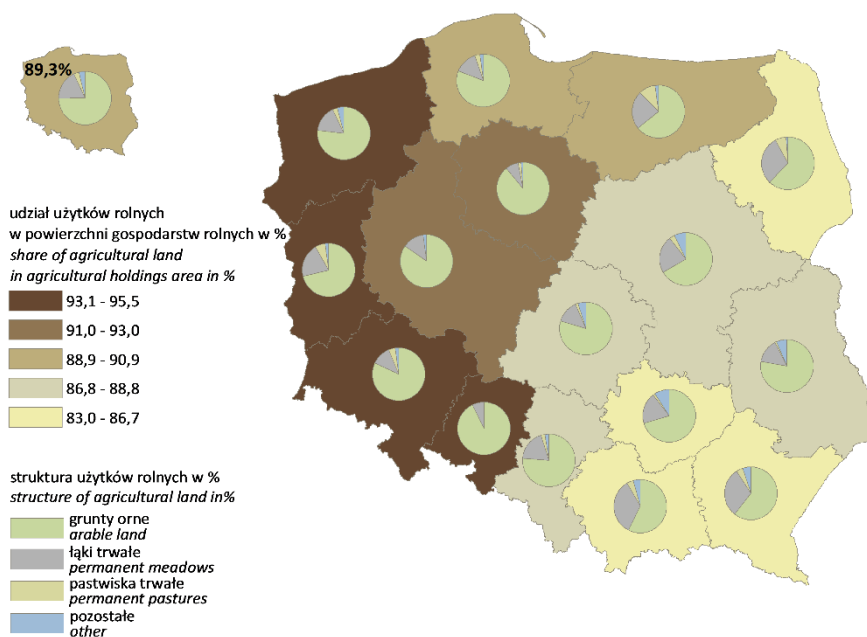 89,3%
udział użytków rolnych
w powierzchni gospodarstw rolnych w %
share of agricultural land
in agricultural holdings area in %
93,1 - 95,5
91,0 - 93,0
88,9 - 90,9
86,8 - 88,8
83,0 - 86,7
struktura użytków rolnych w %
structure of agricultural land in%
grunty orne
arable land
łąki trwałe
permanent meadows
pastwiska trwałe
permanent pastures
pozostałe
other